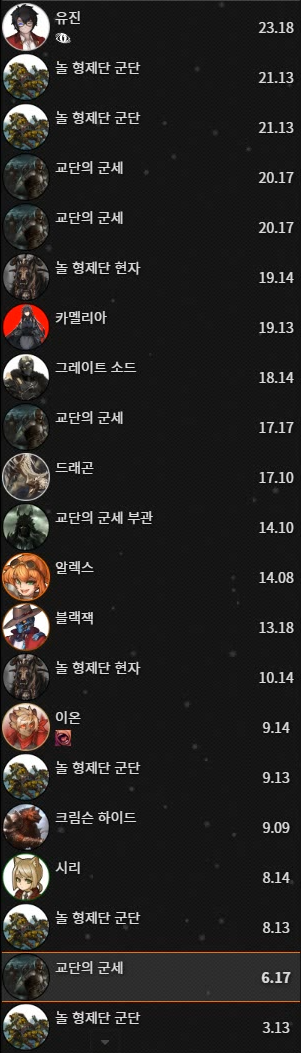 유진
23.18
놀 형제단 군단
21.13
놀 형제단 군단
21.13
교단의 군세
20.17
교단의 군세
20.17
놀 형제단 현자
19.14
카멜리아
19.13
그레이트 소드
18.14
교단의 군세
17.17
드래곤
17.10
교단의 군세 부관
14.10
알렉스
14.08
블랙잭
13.18
놀 형제단 현자
10.14
이온
9.14
놀 형제단 군단
9.13
크림슨 하이드
9.09
시리
8.14
놀 형제단 군단
8.13
교단의 군세
6.17
놀 형제단 군단
3.13